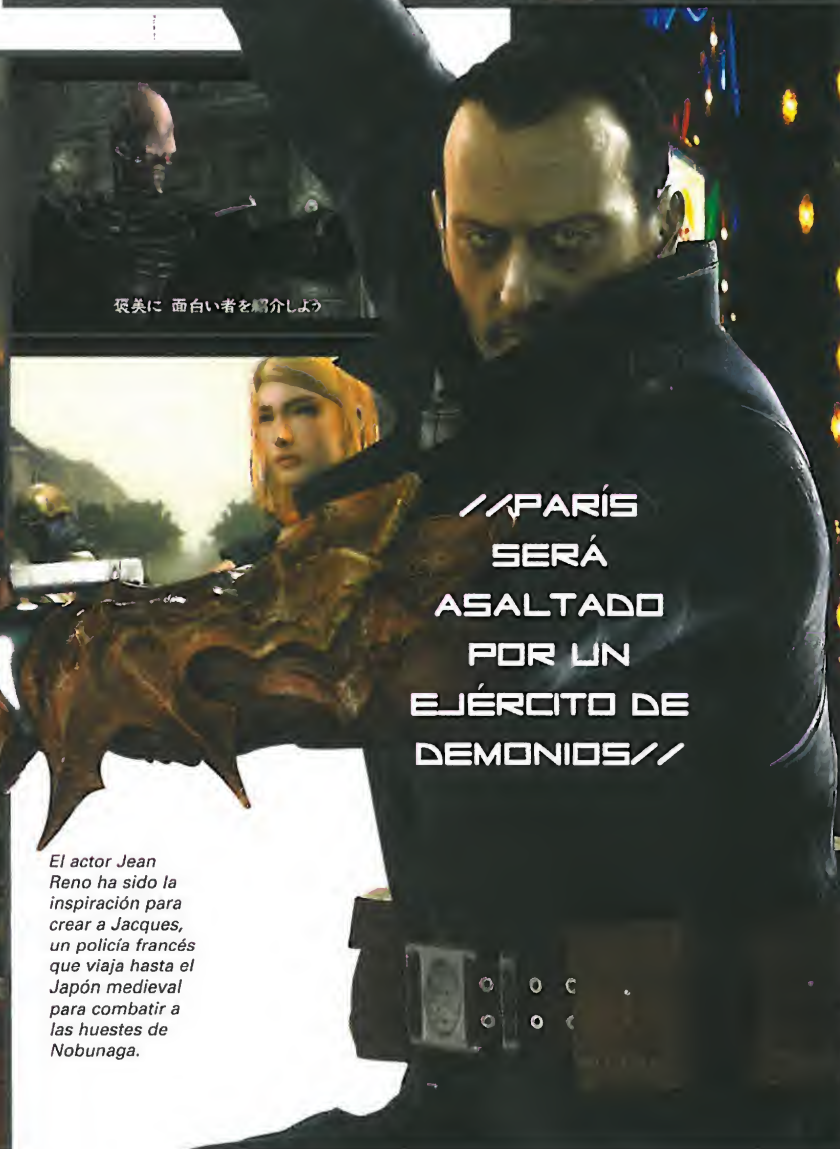 褒美に 面白い者を紹介しよう
//PARÍS
SERÁ
ASALTADO
POR UN
EJÉRCITO DE
DEMONIOS//
El actor Jean
Reno ha sido la
inspiración para
crear a Jacques,
un policía francés
que viaja hasta el
Japón medieval
para combatir a
las huestes de
Nobunaga.